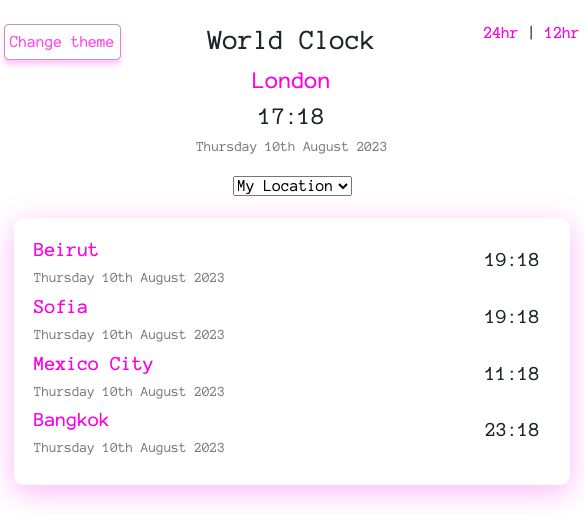 Change theme
World Clock
24hr | 12hr
London
17:18
Thursday 10th August 2023
My Location
Beirut
19:18
Thursday 10th August 2023
Sofia
19:18
Thursday 10th August 2023
Mexico City
11:18
Thursday 10th August 2023
Bangkok
23:18
Thursday 10th August 2023